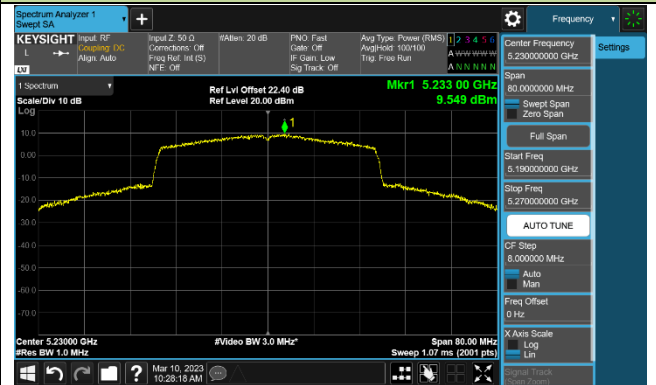 Spectrum Analyzer 1
Swept SA
Frequency
KEYSIGHT
L
Input: RF
Coupling: DC
Align: Auto
Input Z: 50 Ω
Corrections: Off
Freq Ref: Int (S)
NFE: Off
#Atten: 20 dB
PNO: Fast
Gate: Off
IF Gain: Low
Sig Track: Off
Avg Type: Power (RMS)
Avg|Hold: 100/100
Trig: Free Run
1 2 3 4 5 6
A W W W W W
A N N N N N
1 Spectrum
Scale/Div 10 dB
Log
Ref Lvl Offset 22.40 dB
Ref Level 20.00 dBm
Mkr1 5.233 00 GHz
9.549 dBm
1
10.0
0.00
-10.0
-20.0
-30.0
-40.0
-50.0
-60.0
-70.0
Center 5.23000 GHz
#Res BW 1.0 MHz
#Video BW 3.0 MHz*
Span 80.00 MHz
Sweep 1.07 ms (2001 pts)
Center Frequency
5.230000000 GHz
Settings
Span
80.0000000 MHz
Swept Span
Zero Span
Full Span
Start Freq
5.190000000 GHz
Stop Freq
5.270000000 GHz
AUTO TUNE
CF Step
8.000000 MHz
Auto
Man
Freq Offset
0 Hz
X Axis Scale
Log
Lin
Signal Track
(Span Zoom)
?
Mar 10, 2023
10:28:18 AM